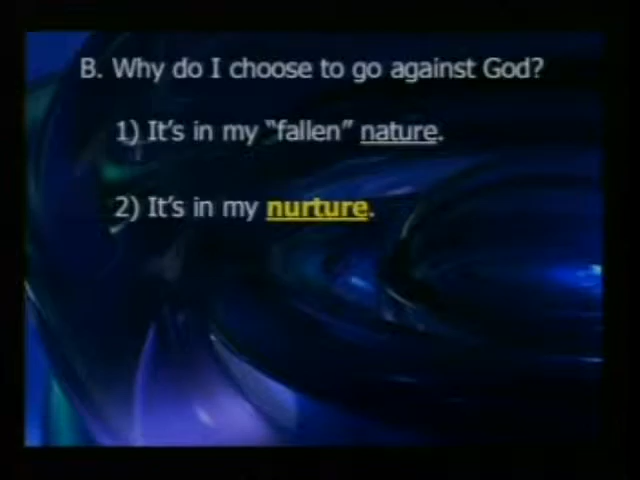 B. Why do I choose to go against God?
1) It's in my "fallen" nature.
2) It's in my nurture.